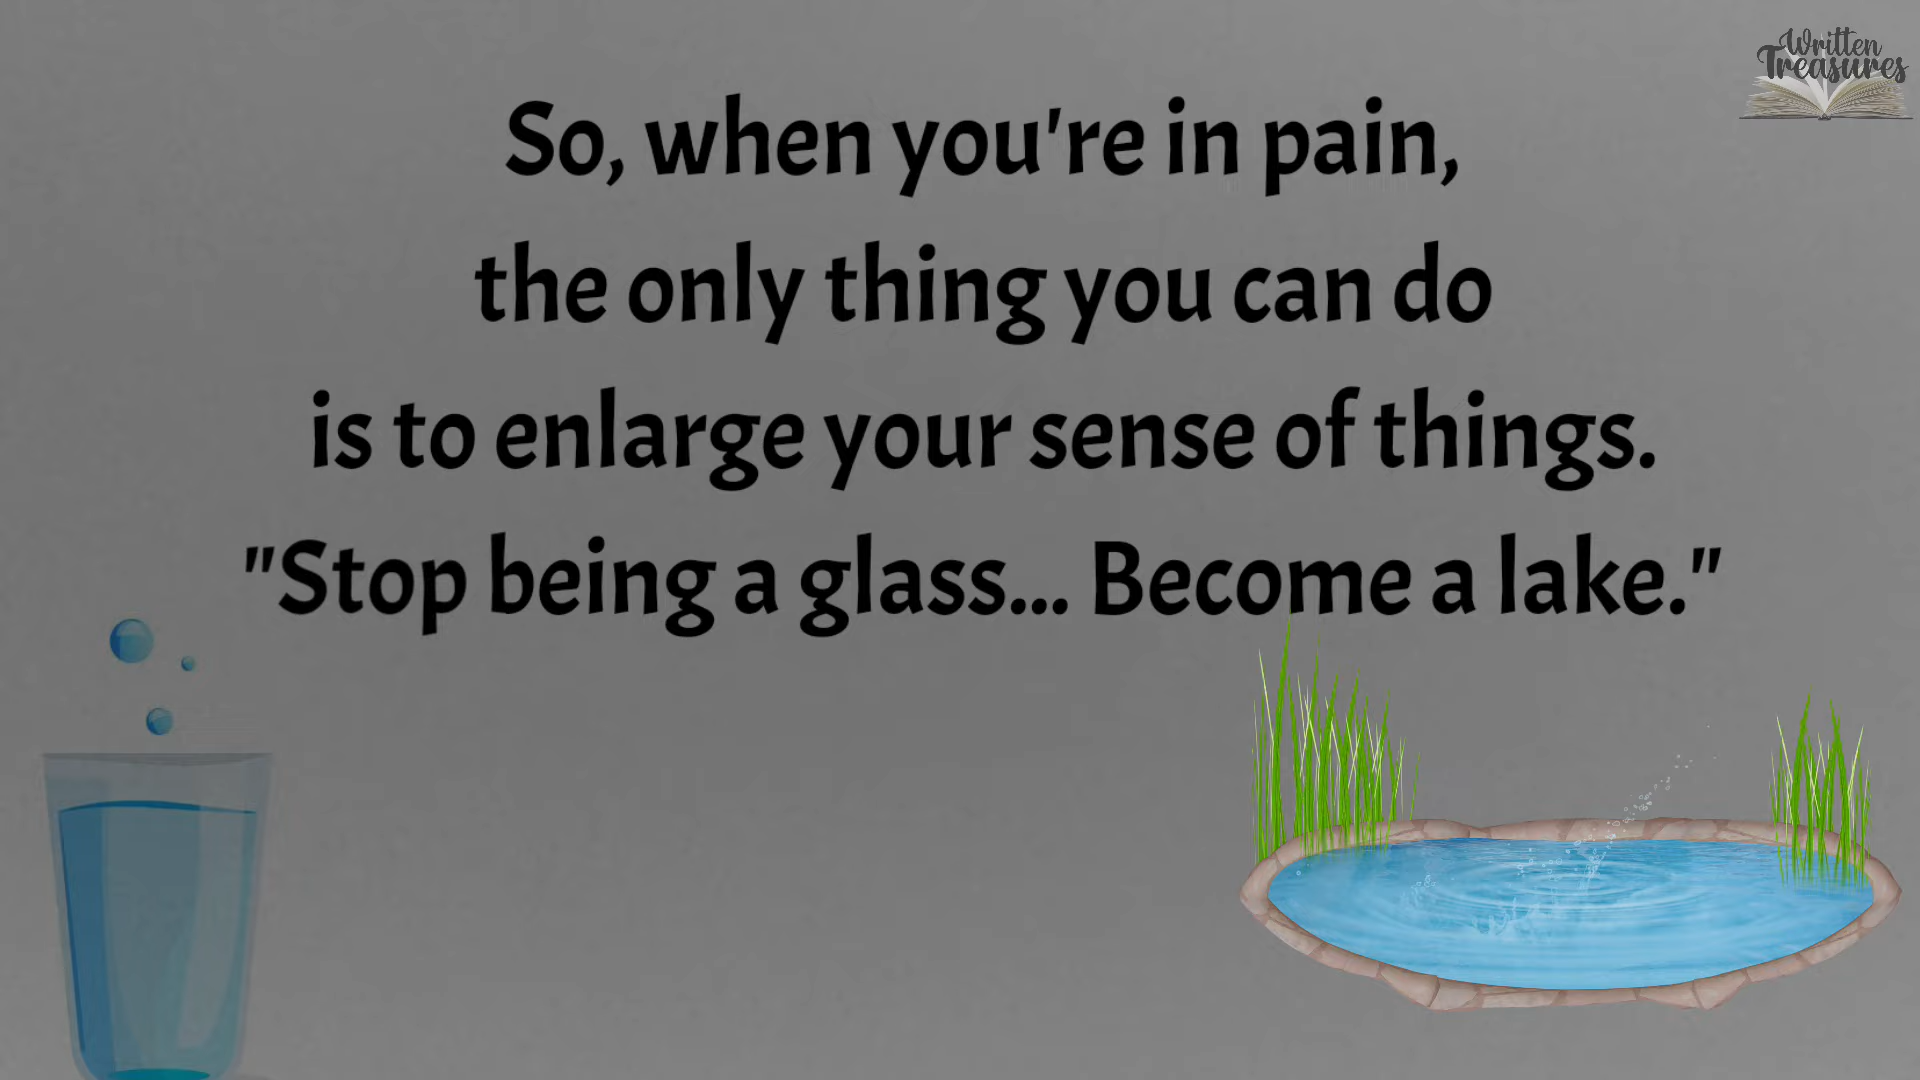 Written
Treasures
So, when you're in pain,
the only thing you can do
is to enlarge your sense of things.
"Stop being a glass... Become a lake."